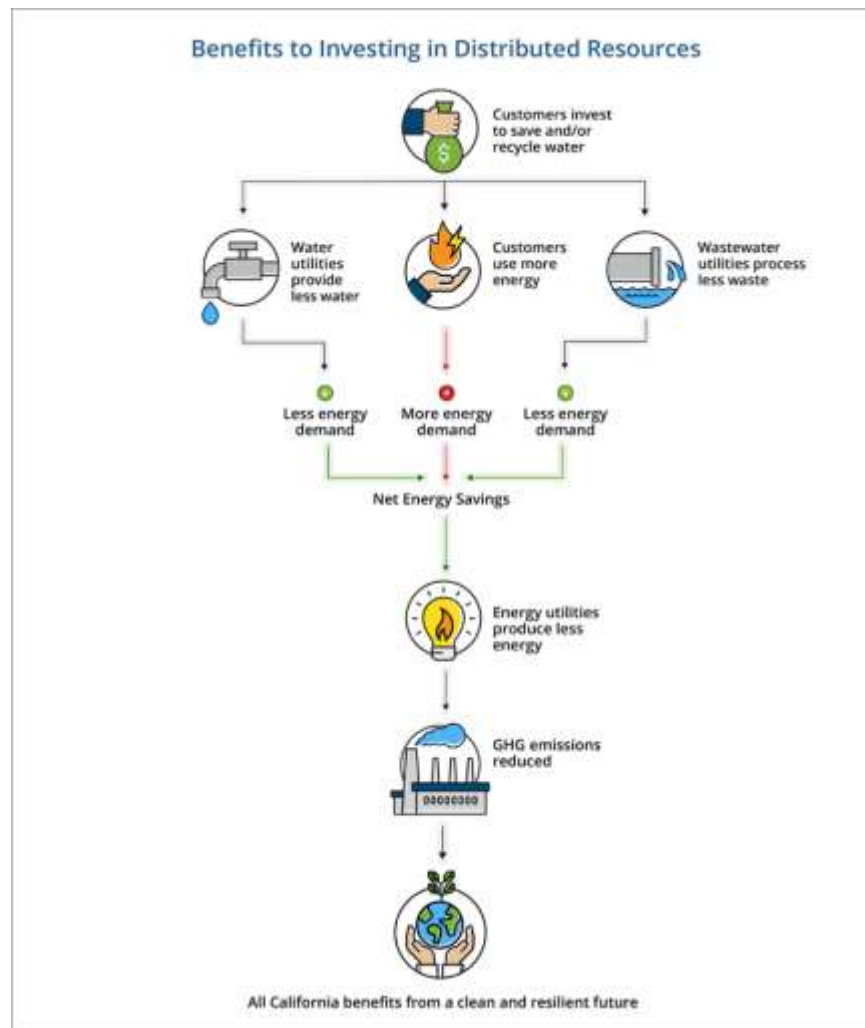 Benefits to Investing in Distributed Resources
Customers invest
to save and/or
recycle water
$
Water
utilities
provide
less water
Customers
use more
energy
Wastewater
utilities process
less waste
Less energy
demand
More energy
demand
Less energy
demand
Net Energy Savings
Energy utilities
produce less
energy
GHG emissions
reduced
All California benefits from a clean and resilient future